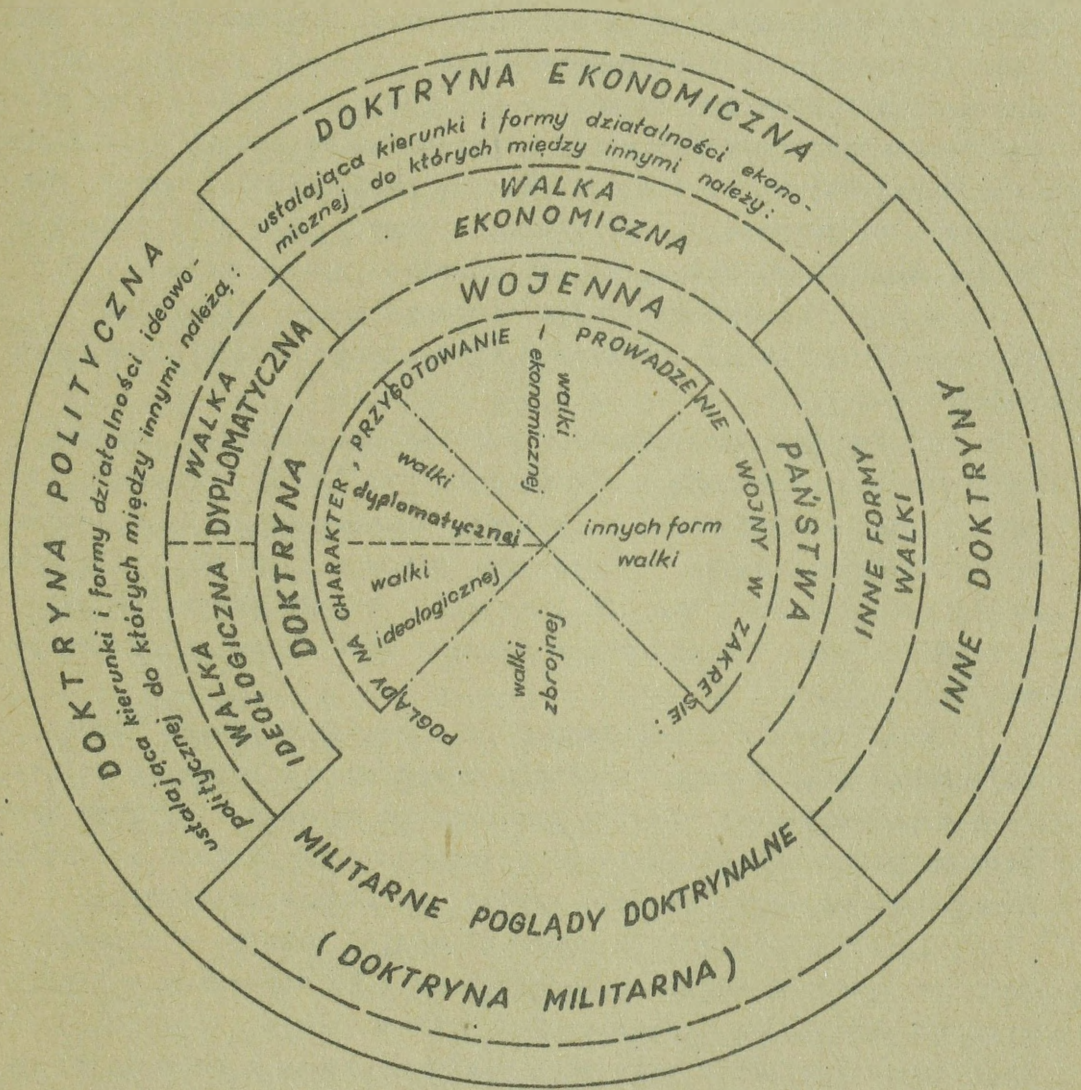 DOKTRYNA EKONOMICZNA
ustalająca kierunki i formy działalności ekono-
micznej do których między innymi należy:
WALKA
EKONOMICZNA
DOKTRYNA POLITYCZNA
ustalająca kierunki i formy działalności ideowo-
politycznej do których między innymi należą:
WALKA
DYPLOMATYCZNA
WALKA
IDEOLOGICZNA
INNE DOKTRYNY
INNE FORMY
WALKI
DOKTRYNA WOJENNA PAŃSTWA
POGLĄDY NA CHARAKTER, PRZYGOTOWANIE I PROWADZENIE WOJNY W ZAKRESIE:
walki
ekonomicznej
walki
dyplomatycznej
walki
ideologicznej
innych form
walki
walki
zbrojnej
MILITARNE POGLĄDY DOKTRYNALNE
(DOKTRYNA MILITARNA)